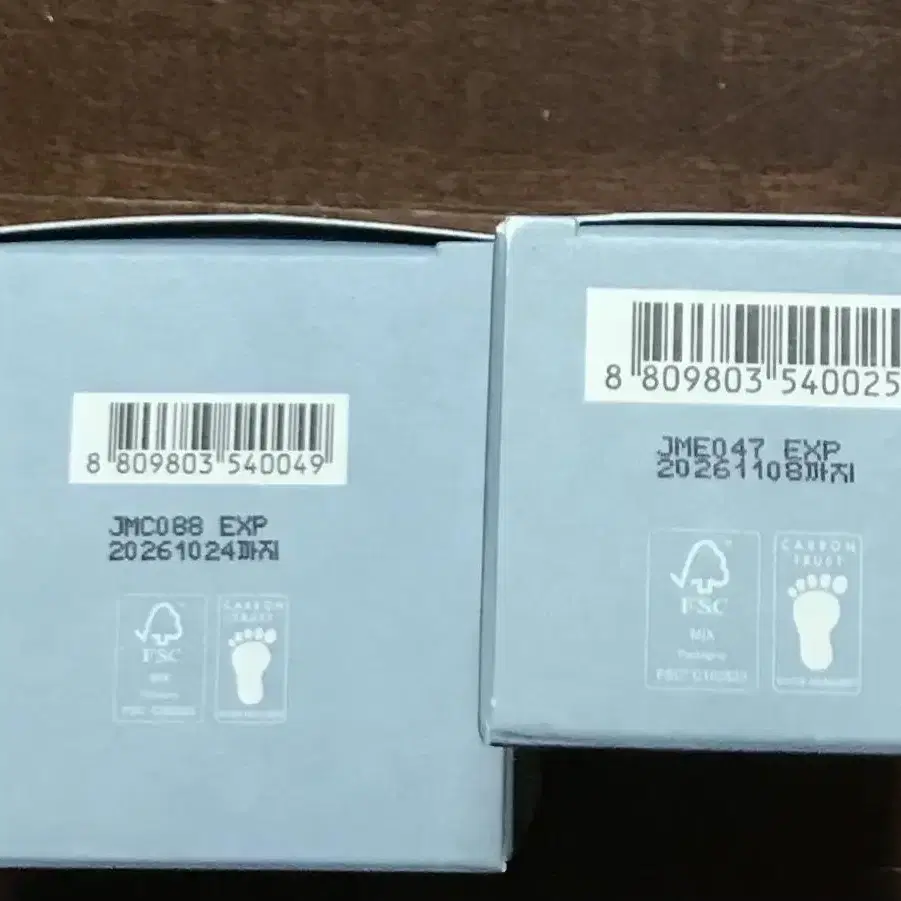 8 809803 540049
JMC088 EXP
20261024까지
FSC
CARBON
TRUST
8 809803 540025
JME047 EXP
20261108까지
FSC
MIX
Packaging
CARBON
TRUST